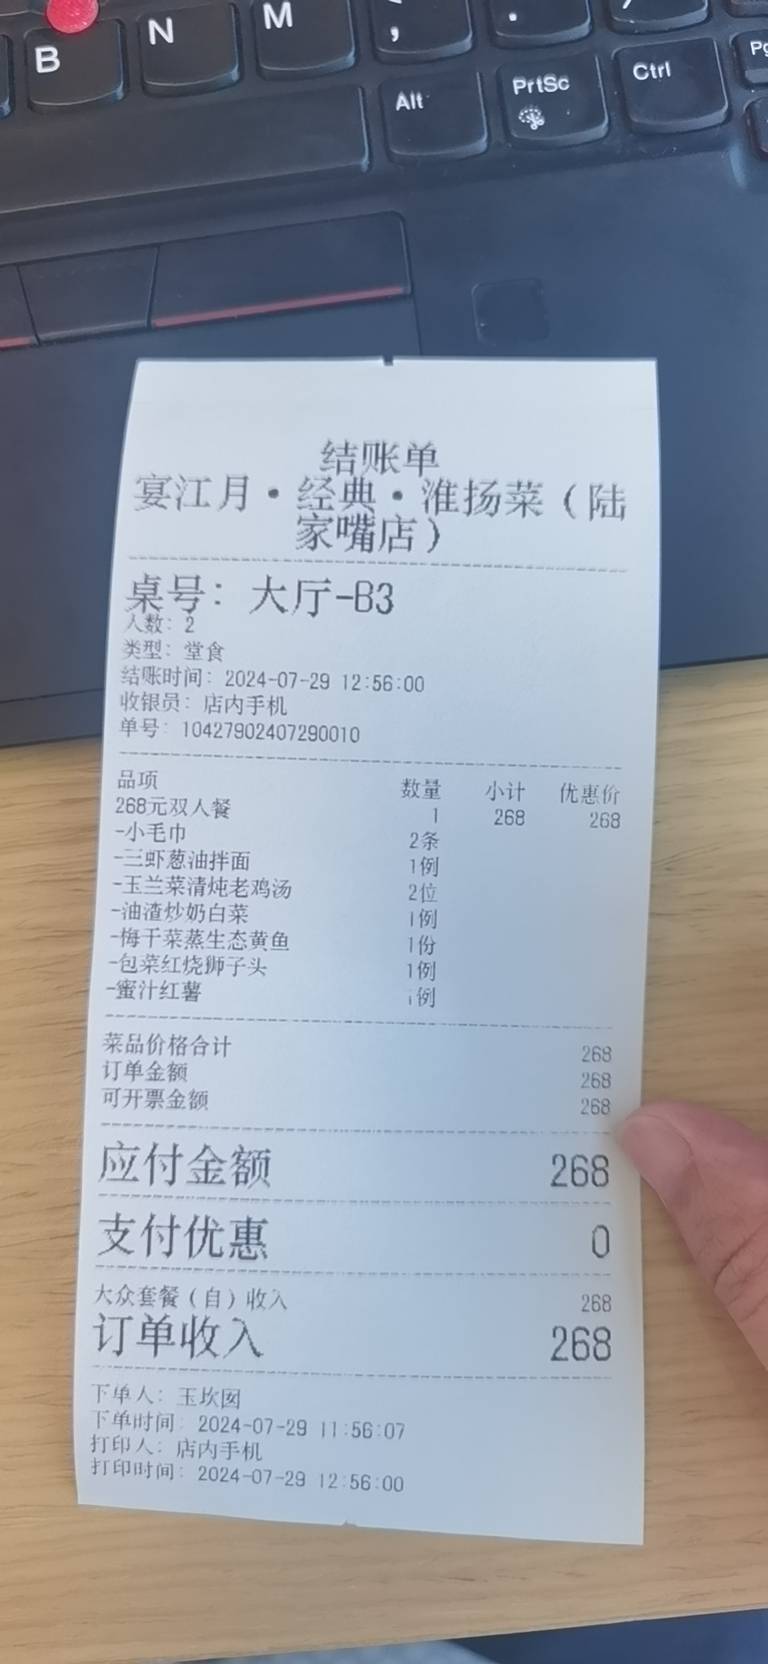 B
N
M
,
.
/
Alt
PrtSc
Ctrl
结账单
宴江月·经典·淮扬菜（陆
家嘴店）
桌号: 大厅-B3
人数: 2
类型: 堂食
结账时间: 2024-07-29 12:56:00
收银员: 店内手机
单号: 10427902407290010
品项 数量 小计 优惠价
268元双人餐 1 268 268
-小毛巾 2条
-三虾葱油拌面 1例
-玉兰菜清炖老鸡汤 2位
-油渣炒奶白菜 1例
-梅干菜蒸生态黄鱼 1份
-包菜红烧狮子头 1例
-蜜汁红薯 1例
菜品价格合计 268
订单金额 268
可开票金额 268
应付金额 268
支付优惠 0
大众套餐（自）收入 268
订单收入 268
下单人: 玉坎囡
下单时间: 2024-07-29 11:56:07
打印人: 店内手机
打印时间: 2024-07-29 12:56:00